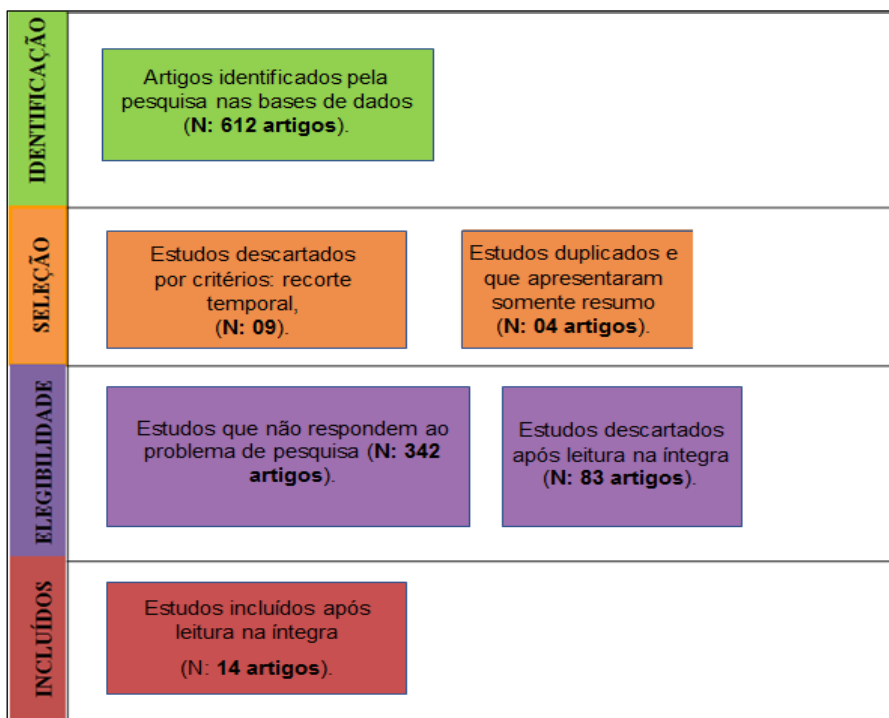 IDENTIFICAÇÃO
Artigos identificados pela
pesquisa nas bases de dados
(N: 612 artigos).
SELEÇÃO
Estudos descartados
por critérios: recorte
temporal,
(N: 09).
Estudos duplicados e
que apresentaram
somente resumo
(N: 04 artigos).
ELEGIBILIDADE
Estudos que não respondem ao
problema de pesquisa (N: 342
artigos).
Estudos descartados
após leitura na íntegra
(N: 83 artigos).
INCLUÍDOS
Estudos incluídos após
leitura na íntegra
(N: 14 artigos).